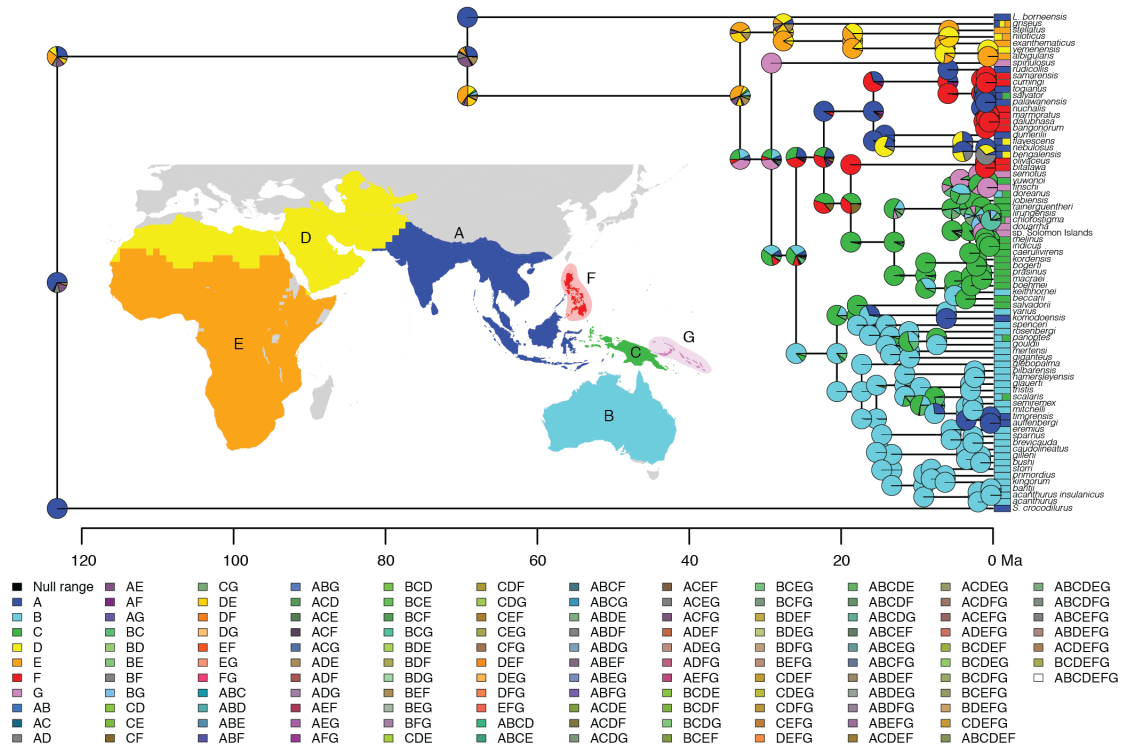 L. borneensis
griseus
stellatus
niloticus
exanthematicus
yemenensis
albigularis
spinulosus
rudicollis
samarensis
cumingi
togianus
salvator
palawanensis
nuchalis
marmoratus
dalubhasa
bangonorum
dumerilii
flavescens
nebulosus
bengalensis
olivaceus
bitatawa
semotus
yuwonoi
finschi
doreanus
jobiensis
rainerguentheri
lirungensis
chlorostigma
douarrha
sp. Solomon Islands
melinus
indicus
caerulivirens
kordensis
bogerti
prasinus
macraei
boehmei
keithhornei
beccarii
salvadorii
varius
komodoensis
spenceri
rosenbergi
panoptes
gouldii
mertensi
giganteus
glebopalma
pilbarensis
hamersleyensis
glauerti
tristis
scalaris
semiremex
mitchelli
timorensis
auffenbergi
eremius
sparnus
brevicauda
caudolineatus
gilleni
bushi
storri
primordius
kingorum
baritji
acanthurus insulanicus
acanthurus
S. crocodilurus
A
D
F
E
G
C
B
120 100 80 60 40 20 0 Ma
Null range AE CG ABG BCD CDF ABCF ACEF BCEG ABCDE ACDEG ABCDEG
A AF DE ACD BCE CDG ABCG ACEG BCFG ABCDF ACDFG ABCDFG
B AG DF ACE BCF CEF ABDE ACFG BDEF ABCDG ACEFG ABCEFG
C BC DG ACF BCG CEG ABDF ADEF BDEG ABCEF ADEFG ABDEFG
D BD EF ACG BDE CFG ABDG ADEG BDFG ABCEG BCDEF ACDEFG
E BE EG ADE BDF DEF ABEF ADFG BEFG ABCFG BCDEG BCDEFG
F BF FG ADF BDG DEG ABEG AEFG CDEF ABDEF BCDFG ABCDEFG
G BG ABC ADG BEF DFG ABFG BCDE CDEG ABDEG BCEFG
AB CD ABD AEF BEG EFG ACDE BCDF CDFG ABDFG BDEFG
AC CE ABE AEG BFG ABCD ACDF BCDG CEFG ABEFG CDEFG
AD CF ABF AFG CDE ABCE ACDG BCEF DEFG ACDEF ABCDEF